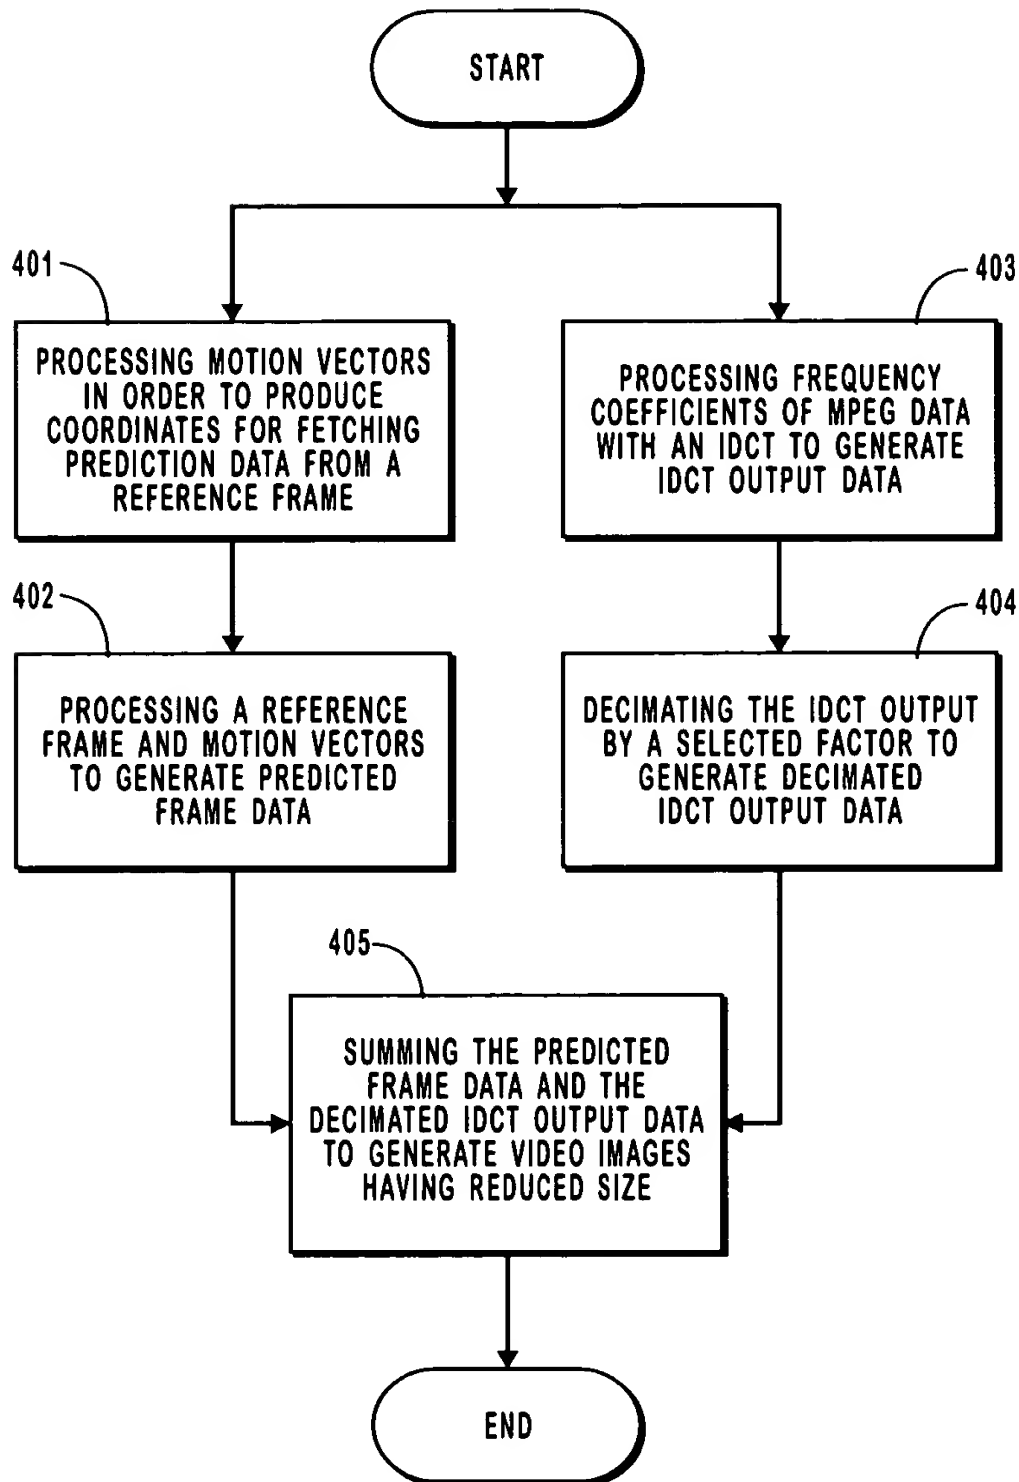 START
401
PROCESSING MOTION VECTORS
IN ORDER TO PRODUCE
COORDINATES FOR FETCHING
PREDICTION DATA FROM A
REFERENCE FRAME
403
PROCESSING FREQUENCY
COEFFICIENTS OF MPEG DATA
WITH AN IDCT TO GENERATE
IDCT OUTPUT DATA
402
PROCESSING A REFERENCE
FRAME AND MOTION VECTORS
TO GENERATE PREDICTED
FRAME DATA
404
DECIMATING THE IDCT OUTPUT
BY A SELECTED FACTOR TO
GENERATE DECIMATED
IDCT OUTPUT DATA
405
SUMMING THE PREDICTED
FRAME DATA AND THE
DECIMATED IDCT OUTPUT DATA
TO GENERATE VIDEO IMAGES
HAVING REDUCED SIZE
END